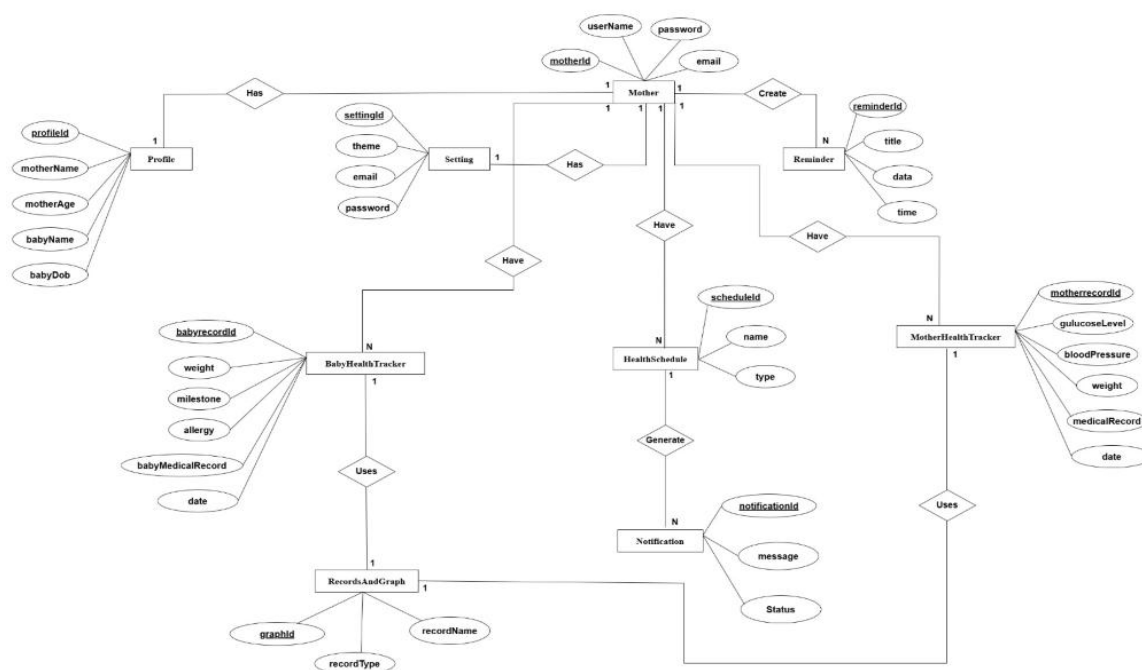 userName
password
motherId
email
Has
1
1
Mother
1
Create
1
1
1
1
settingId
reminderId
profileId
1
N
Profile
theme
Setting
1
Has
Reminder
title
motherName
email
data
motherAge
password
time
babyName
Have
Have
babyDob
Have
scheduleId
motherrecordId
babyrecordId
N
N
N
name
gulucoseLevel
BabyHealthTracker
HealthSchedule
MotherHealthTracker
weight
1
1
1
bloodPressure
type
milestone
weight
allergy
medicalRecord
Generate
babyMedicalRecord
Uses
date
date
notificationId
Uses
N
Notification
message
1
RecordsAndGraph
1
Status
graphId
recordName
recordType